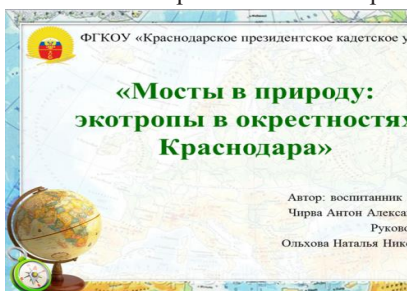 ФГКОУ «Краснодарское президентское кадетское у
«Мосты в природу:
экотропы в окрестностях
Краснодара»
Автор: воспитанник
Чирва Антон Алекса
Руково
Ольхова Наталья Нико